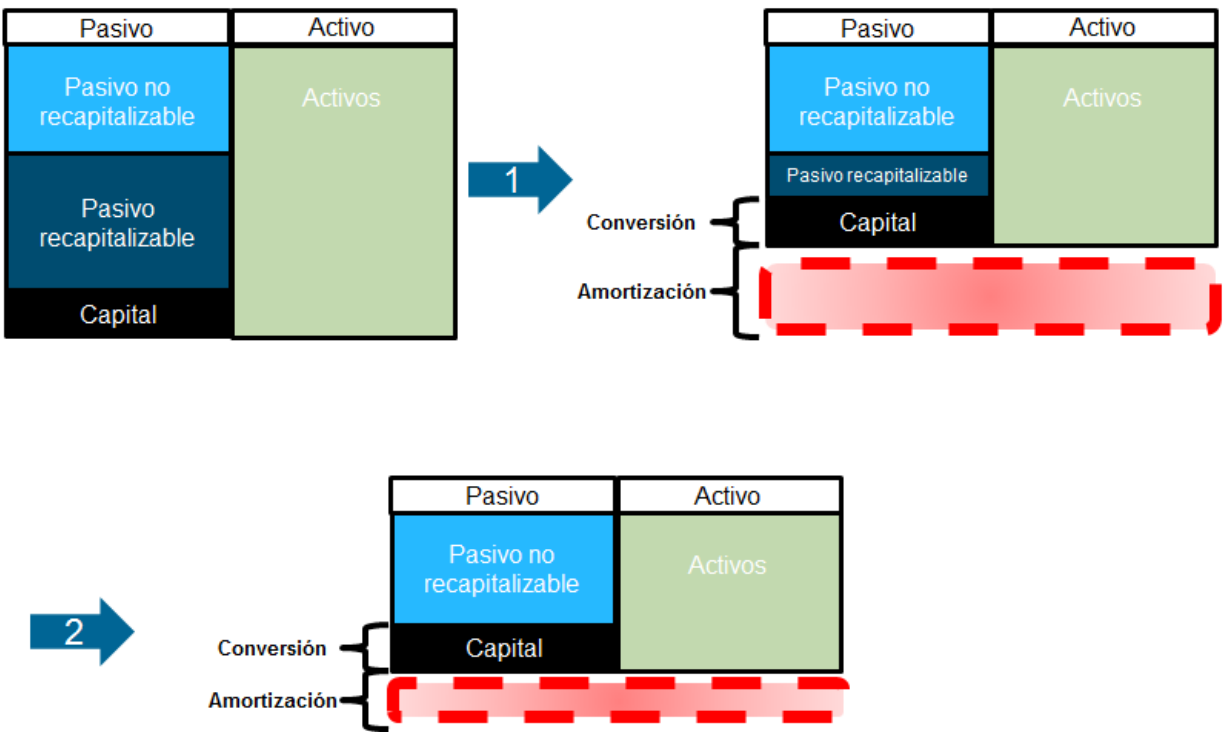 Pasivo
Activo
Pasivo no
recapitalizable
Activos
Pasivo
recapitalizable
Capital
1
Pasivo
Activo
Pasivo no
recapitalizable
Activos
Pasivo recapitalizable
Conversión
Capital
Amortización
2
Pasivo
Activo
Pasivo no
recapitalizable
Activos
Conversión
Capital
Amortización